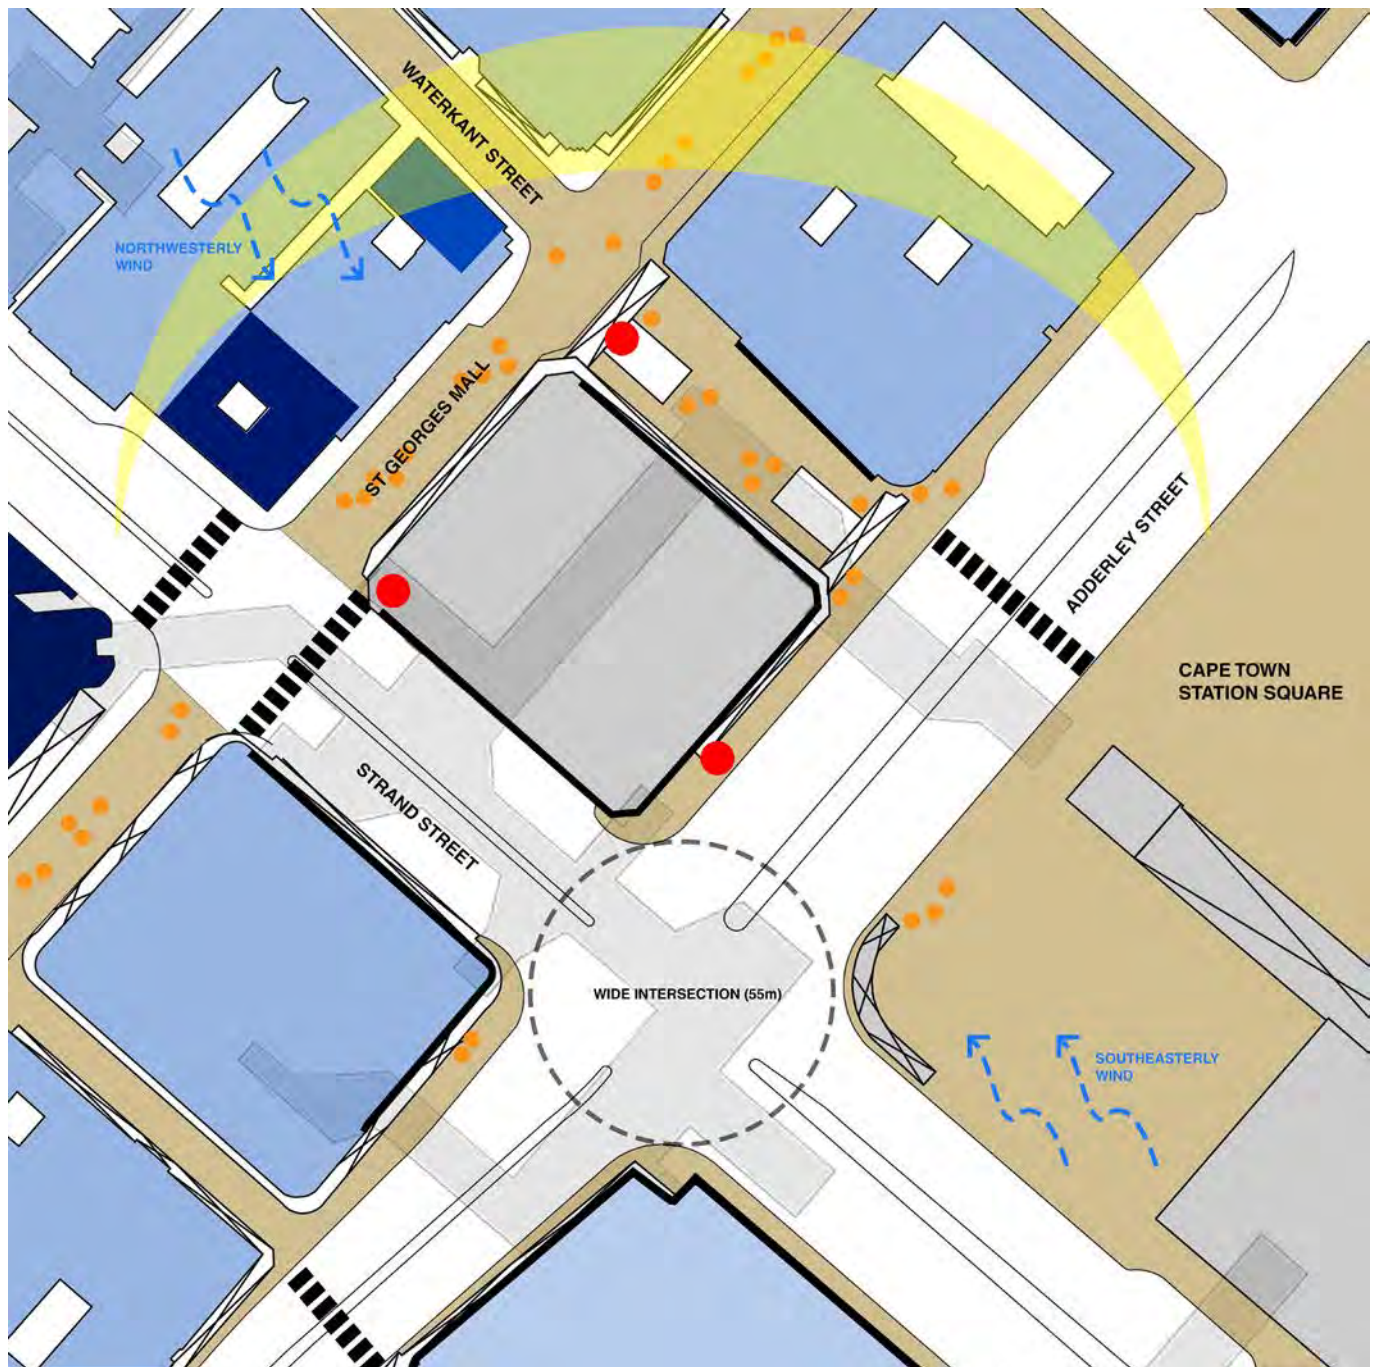 WATERKANT STREET
NORTHWESTERLY
WIND
ST GEORGES MALL
ADDERLEY STREET
CAPE TOWN
STATION SQUARE
STRAND STREET
WIDE INTERSECTION (55m)
SOUTHEASTERLY
WIND